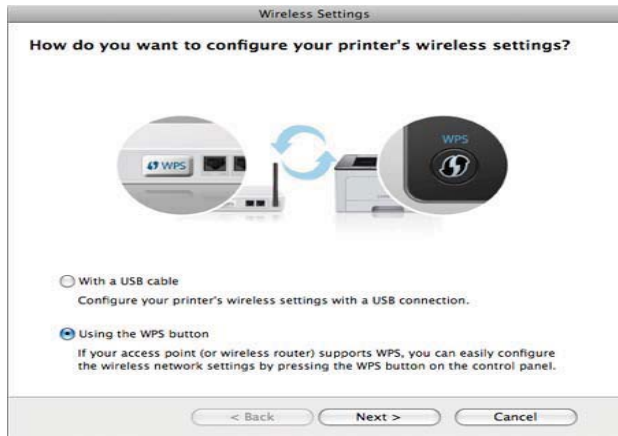 Wireless Settings
How do you want to configure your printer's wireless settings?
WPS
WPS
With a USB cable
Configure your printer's wireless settings with a USB connection.
Using the WPS button
If your access point (or wireless router) supports WPS, you can easily configure
the wireless network settings by pressing the WPS button on the control panel.
< Back
Next >
Cancel